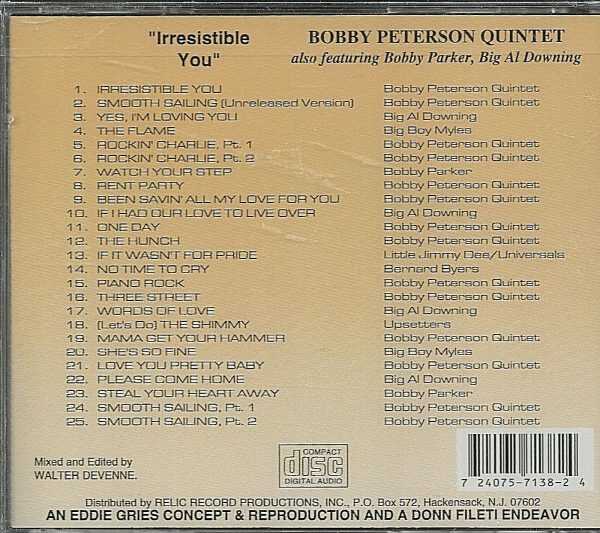 "Irresistible You"
BOBBY PETERSON QUINTET
also featuring Bobby Parker, Big Al Downing
1. IRRESISTIBLE YOU Bobby Peterson Quintet
2. SMOOTH SAILING (Unreleased Version) Bobby Peterson Quintet
3. YES, I'M LOVING YOU Big Al Downing
4. THE FLAME Big Boy Myles
5. ROCKIN' CHARLIE, Pt. 1 Bobby Peterson Quintet
6. ROCKIN' CHARLIE, Pt. 2 Bobby Peterson Quintet
7. WATCH YOUR STEP Bobby Parker
8. RENT PARTY Bobby Peterson Quintet
9. BEEN SAVIN' ALL MY LOVE FOR YOU Bobby Peterson Quintet
10. IF I HAD OUR LOVE TO LIVE OVER Big Al Downing
11. ONE DAY Bobby Peterson Quintet
12. THE HUNCH Bobby Peterson Quintet
13. IF IT WASN'T FOR PRIDE Little Jimmy Dee/Universals
14. NO TIME TO CRY Bernard Byers
15. PIANO ROCK Bobby Peterson Quintet
16. THREE STREET Bobby Peterson Quintet
17. WORDS OF LOVE Big Al Downing
18. (Let's Do) THE SHIMMY Upsetters
19. MAMA GET YOUR HAMMER Bobby Peterson Quintet
20. SHE'S SO FINE Big Boy Myles
21. LOVE YOU PRETTY BABY Bobby Peterson Quintet
22. PLEASE COME HOME Big Al Downing
23. STEAL YOUR HEART AWAY Bobby Parker
24. SMOOTH SAILING, Pt. 1 Bobby Peterson Quintet
25. SMOOTH SAILING, Pt. 2 Bobby Peterson Quintet
Mixed and Edited by
WALTER DEVENNE.
COMPACT
disc
DIGITAL AUDIO
7 24075-7138-2 4
Distributed by RELIC RECORD PRODUCTIONS, INC., P.O. Box 572, Hackensack, N.J. 07602
AN EDDIE GRIES CONCEPT & REPRODUCTION AND A DONN FILETI ENDEAVOR